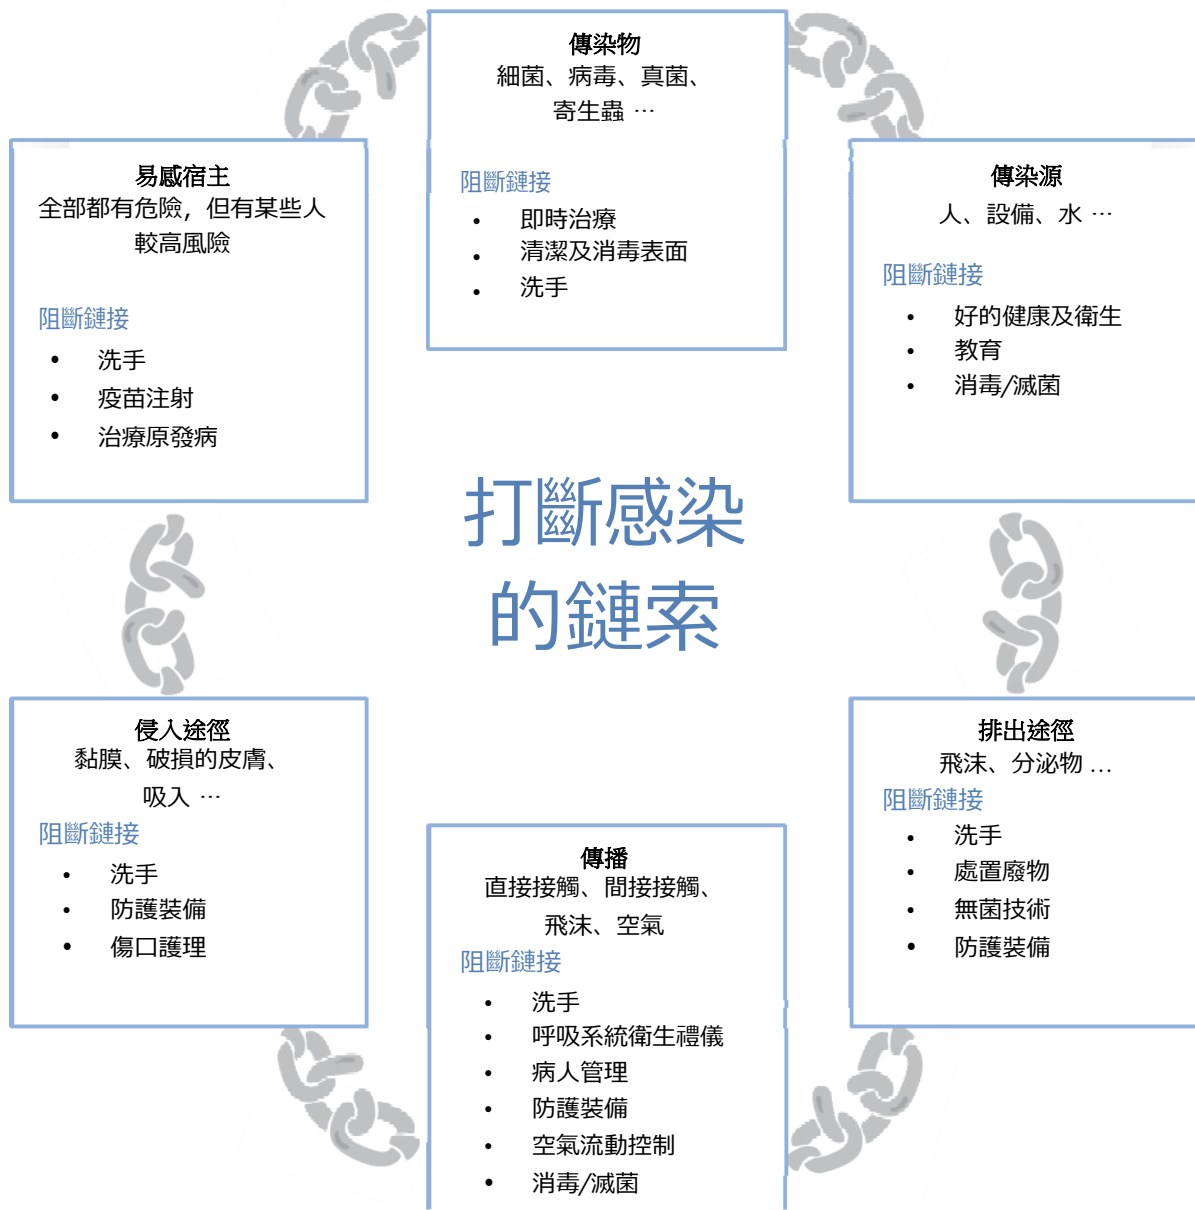 傳染物
細菌、病毒、真菌、
寄生蟲 …
阻斷鏈接
• 即時治療
• 清潔及消毒表面
• 洗手
傳染源
人、設備、水 …
阻斷鏈接
• 好的健康及衛生
• 教育
• 消毒/滅菌
排出途徑
飛沫、分泌物 …
阻斷鏈接
• 洗手
• 處置廢物
• 無菌技術
• 防護裝備
傳播
直接接觸、間接接觸、
飛沫、空氣
阻斷鏈接
• 洗手
• 呼吸系統衛生禮儀
• 病人管理
• 防護裝備
• 空氣流動控制
• 消毒/滅菌
侵入途徑
黏膜、破損的皮膚、
吸入 …
阻斷鏈接
• 洗手
• 防護裝備
• 傷口護理
易感宿主
全部都有危險，但有某些人
較高風險
阻斷鏈接
• 洗手
• 疫苗注射
• 治療原發病
打斷感染
的鏈索